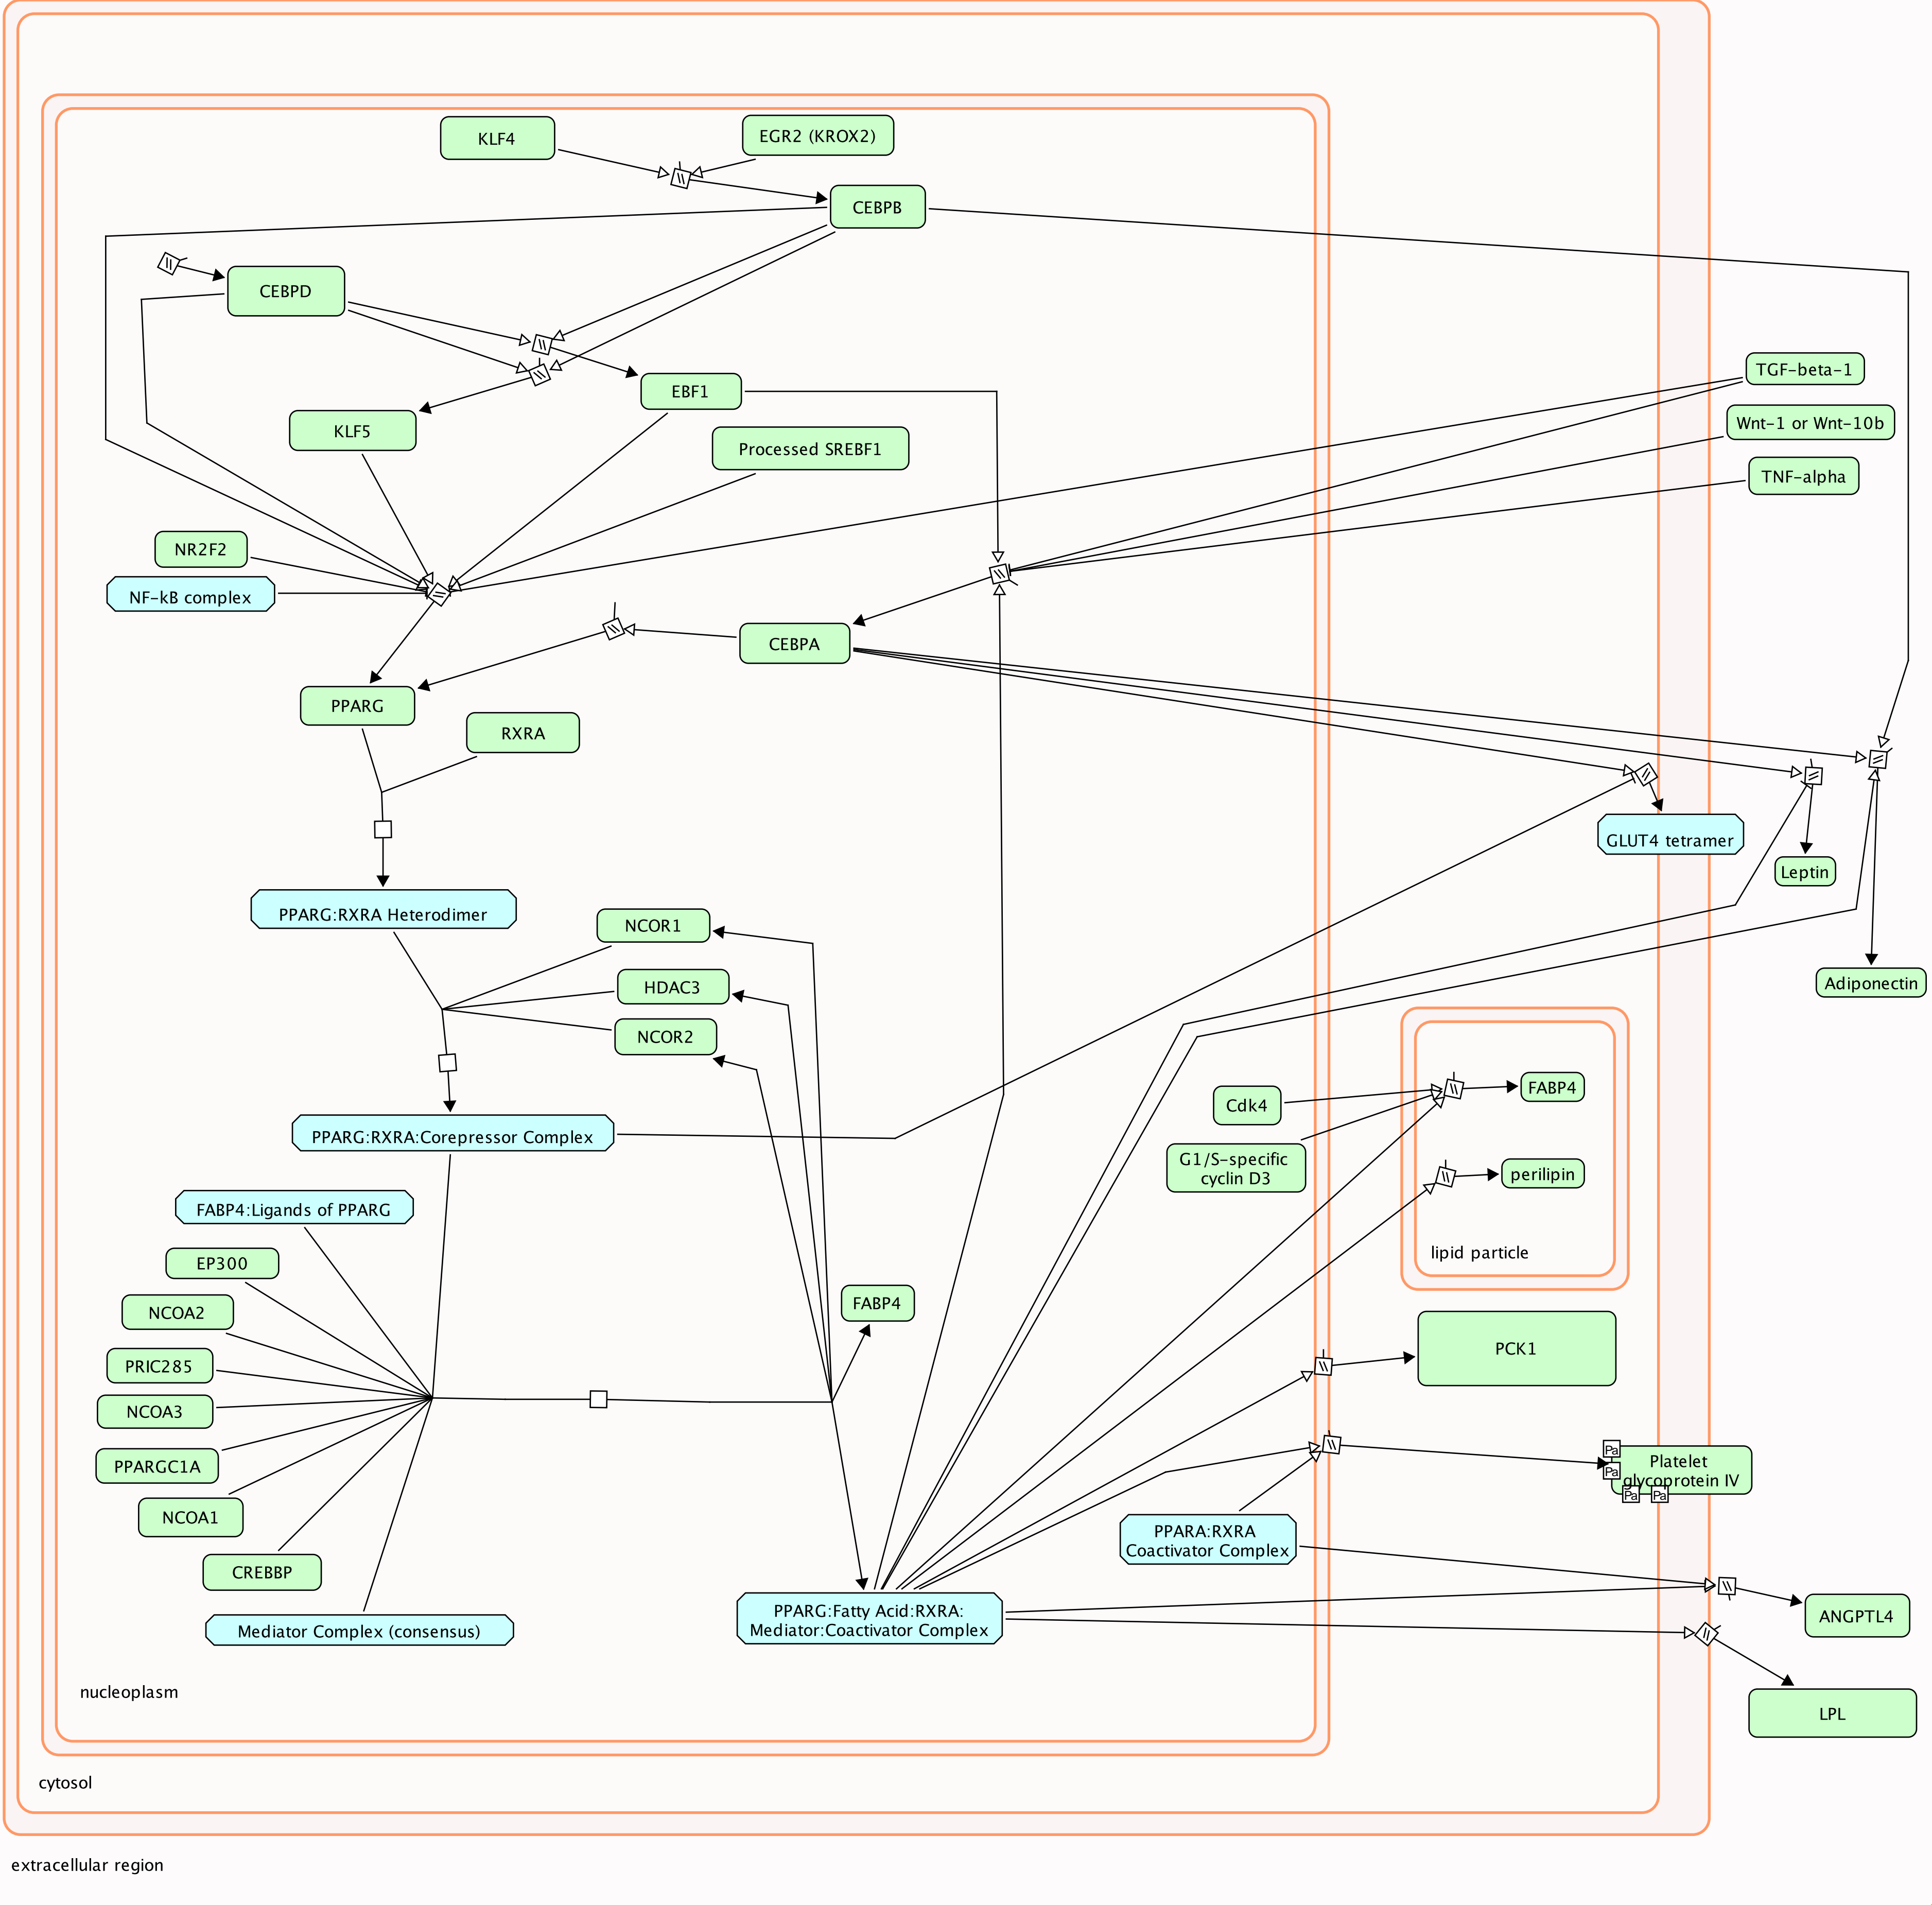 KLF4
EGR2 (KROX2)
CEBPB
CEBPD
TGF-beta-1
EBF1
Wnt-1 or Wnt-10b
KLF5
Processed SREBF1
TNF-alpha
NR2F2
NF-kB complex
CEBPA
PPARG
RXRA
GLUT4 tetramer
Leptin
PPARG:RXRA Heterodimer
NCOR1
HDAC3
Adiponectin
NCOR2
Cdk4
FABP4
PPARG:RXRA:Corepressor Complex
G1/S-specific
cyclin D3
perilipin
FABP4:Ligands of PPARG
lipid particle
EP300
FABP4
NCOA2
PCK1
PRIC285
NCOA3
PPARGC1A
Pa
Platelet
Pa
glycoprotein IV
Pa
Pa
NCOA1
PPARA:RXRA
Coactivator Complex
CREBBP
PPARG:Fatty Acid:RXRA:
Mediator:Coactivator Complex
ANGPTL4
Mediator Complex (consensus)
nucleoplasm
LPL
cytosol
extracellular region